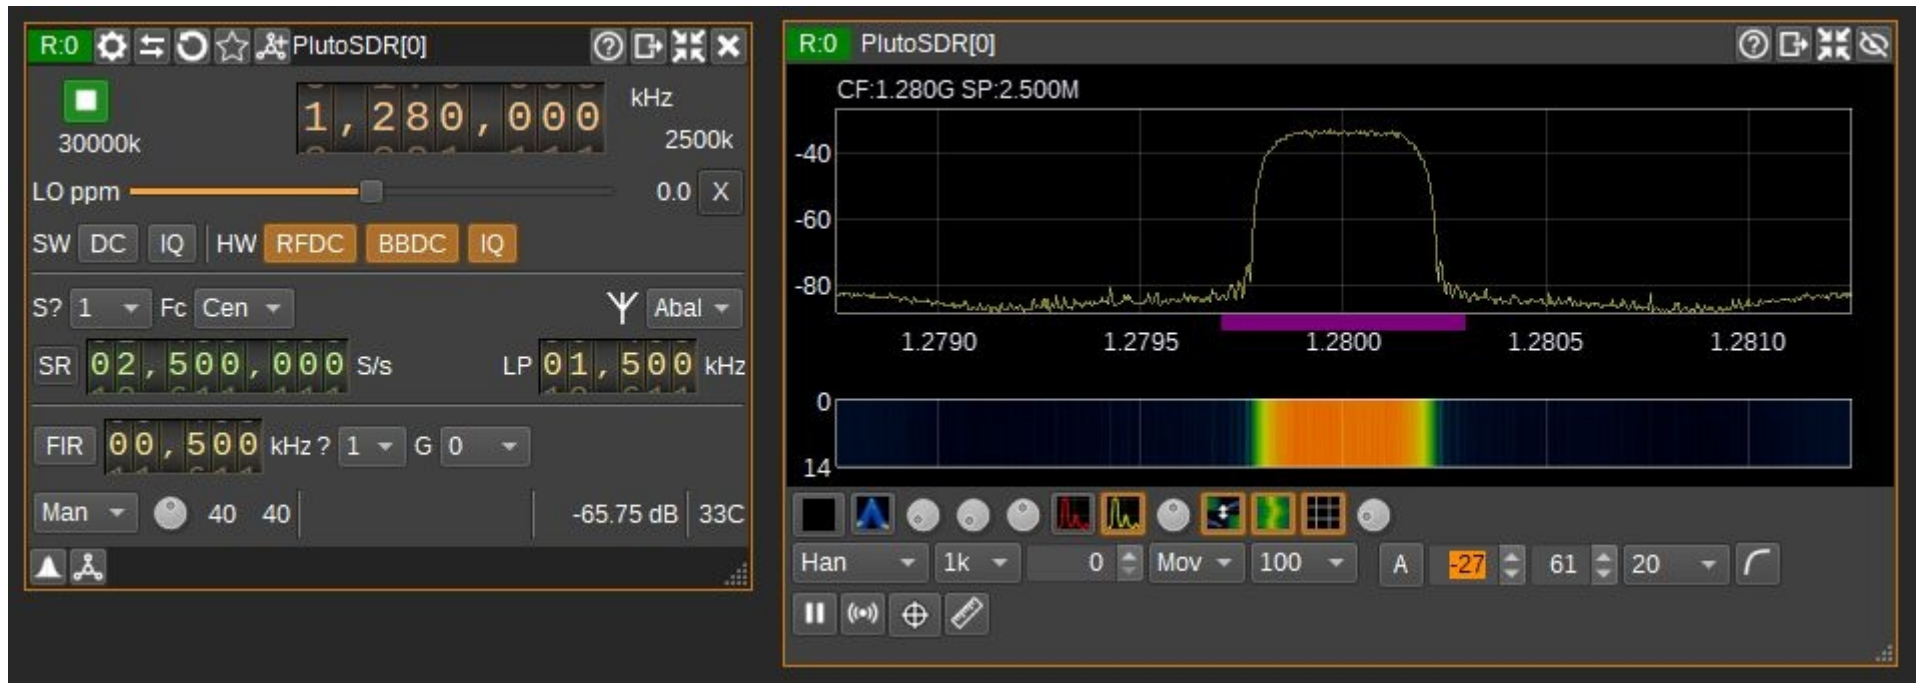 R:0 PlutoSDR[0]
1,280,000 kHz
30000k 2500k
LO ppm 0.0 X
SW DC IQ HW RFDC BBDC IQ
S? 1 Fc Cen Abal
SR 02,500,000 S/s LP 01,500 kHz
FIR 00,500 kHz ? 1 G 0
Man 40 40 -65.75 dB 33C
R:0 PlutoSDR[0]
CF:1.280G SP:2.500M
-40
-60
-80
1.2790 1.2795 1.2800 1.2805 1.2810
0
14
Han 1k 0 Mov 100 A -27 61 20